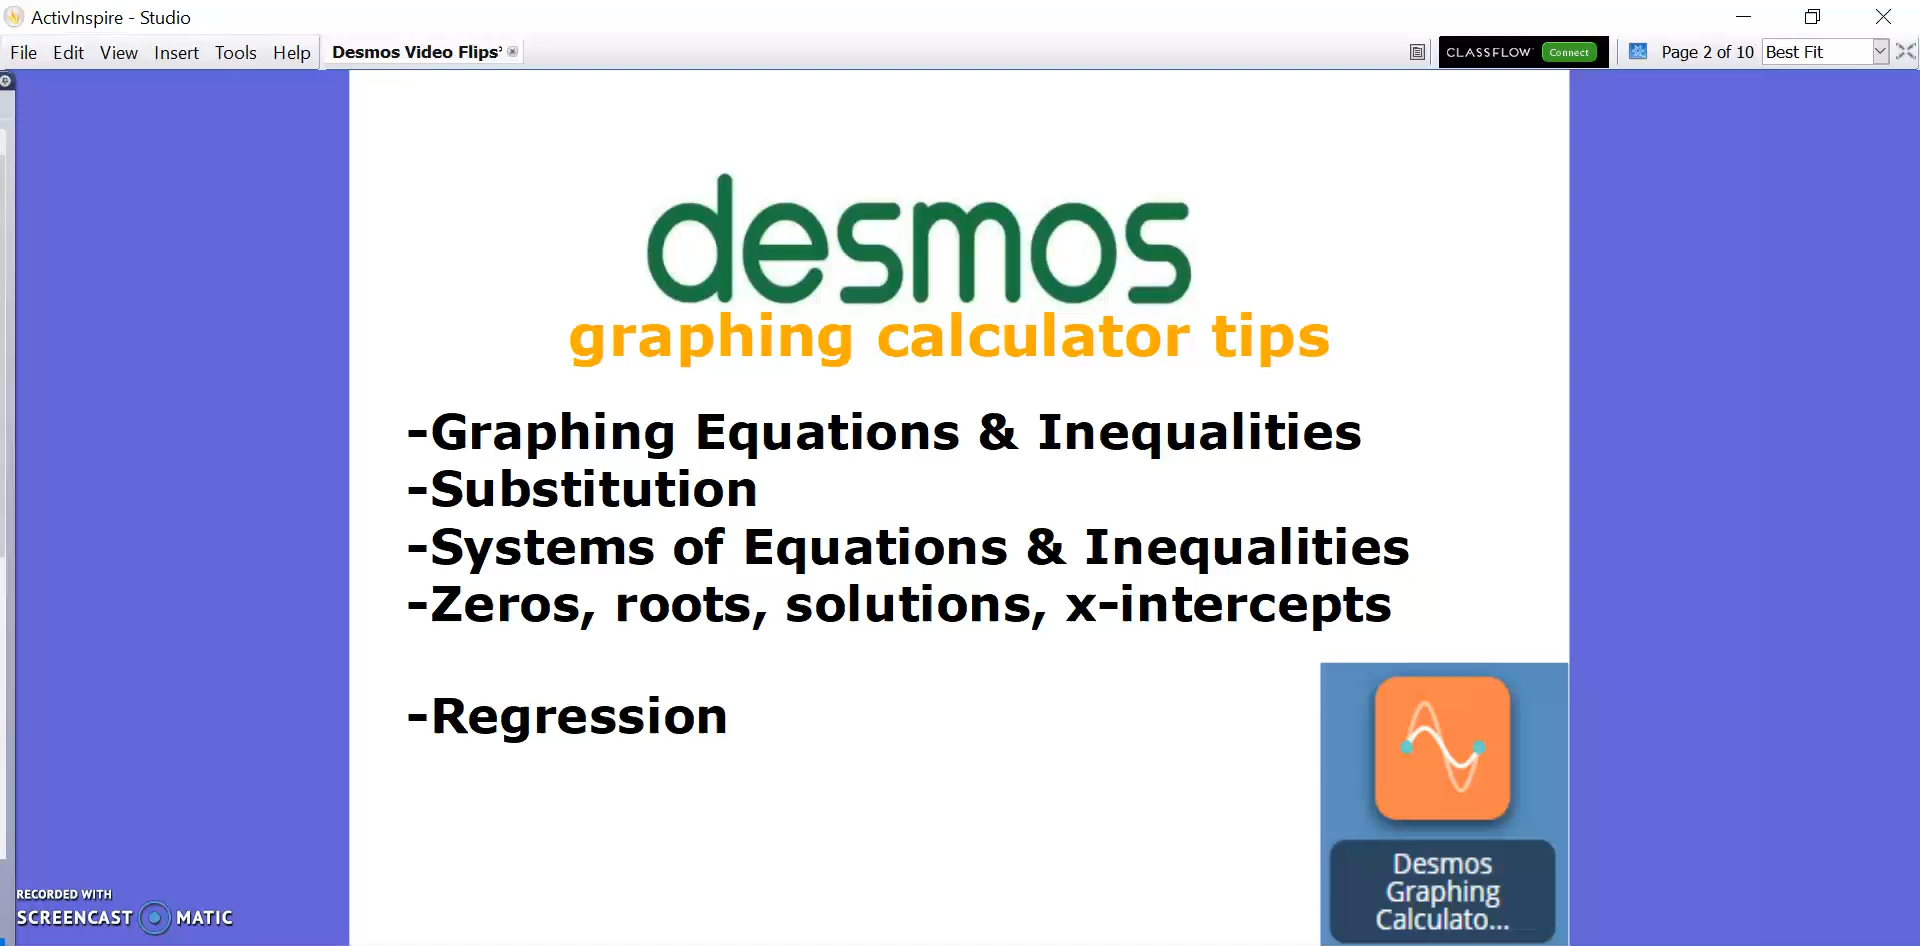 ActivInspire - Studio
File Edit View Insert Tools Help Desmos Video Flips' CLASSFLOW Connect Page 2 of 10 Best Fit
desmos
graphing calculator tips
-Graphing Equations & Inequalities
-Substitution
-Systems of Equations & Inequalities
-Zeros, roots, solutions, x-intercepts
-Regression
Desmos
Graphing
Calculato...
RECORDED WITH
SCREENCAST MATIC